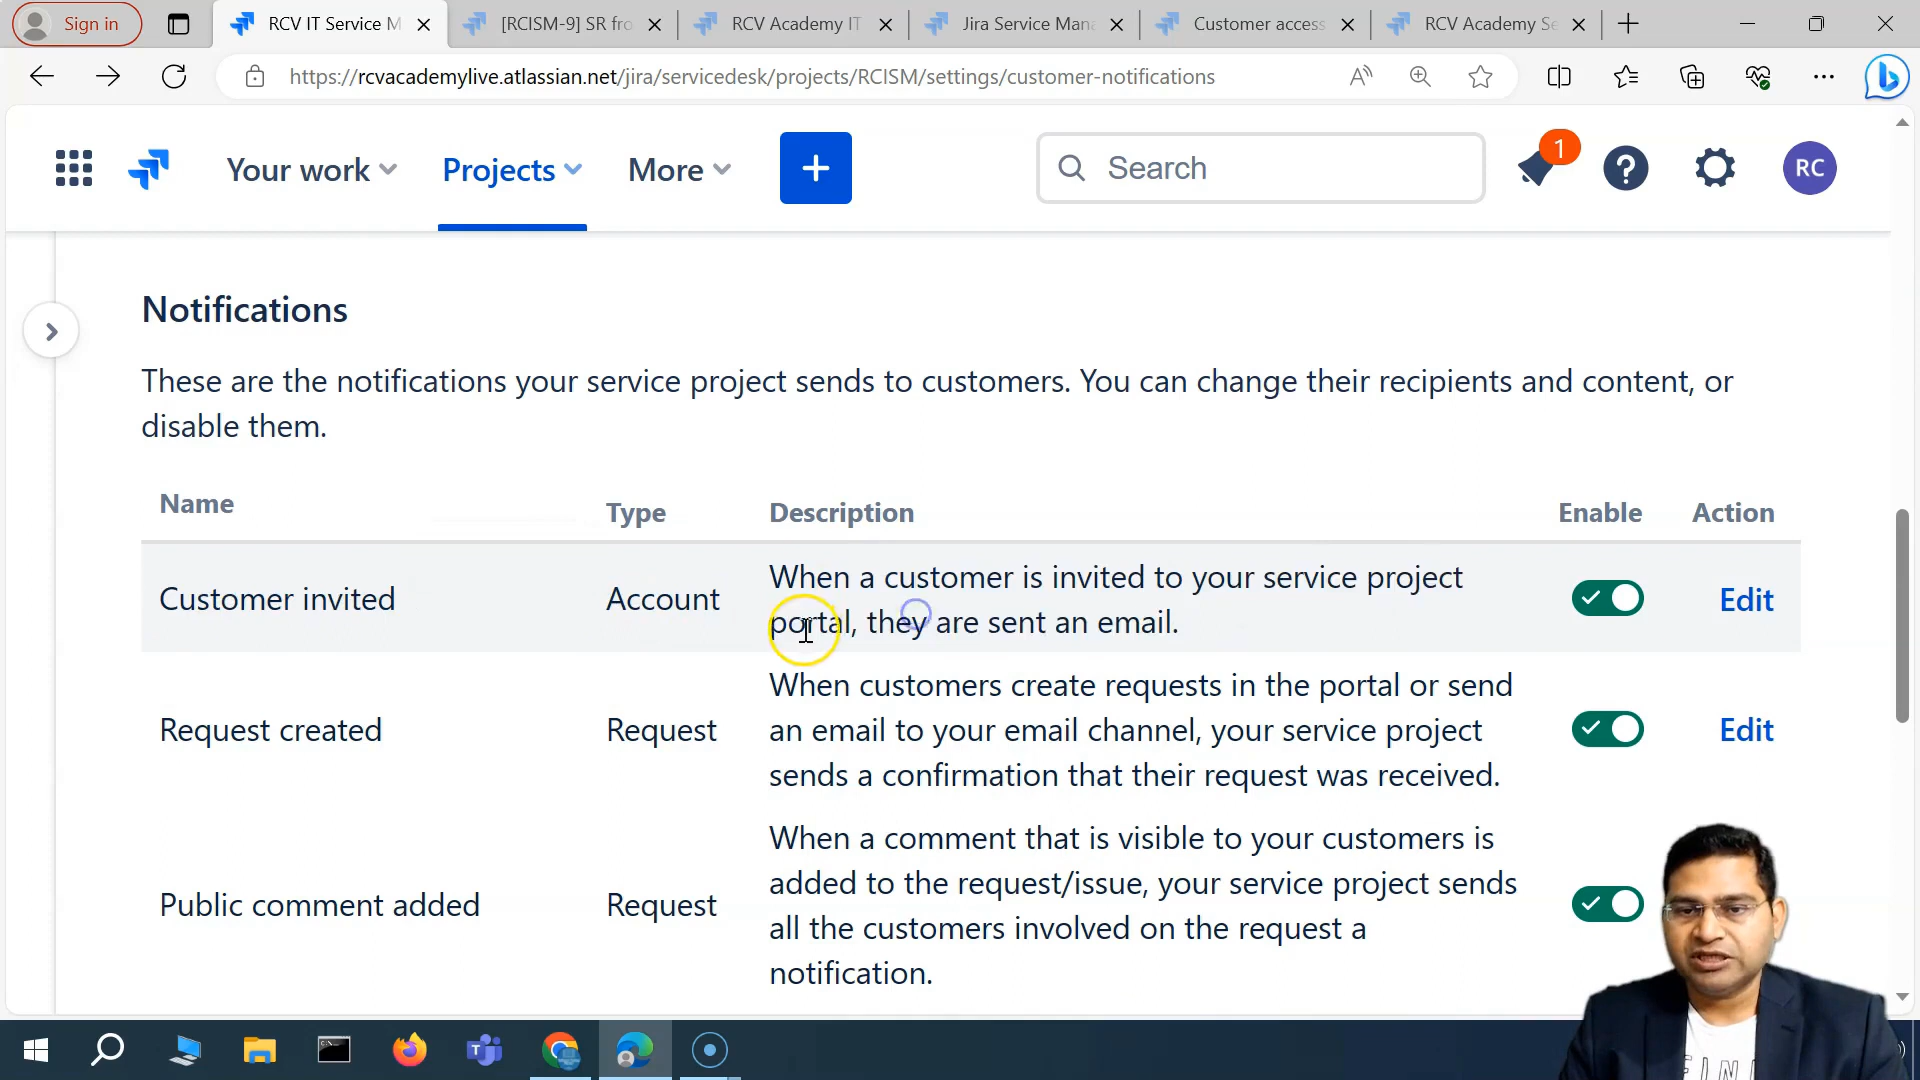 Sign in
RCV IT Service M
[RCISM-9] SR fro
RCV Academy IT
Jira Service Mana
Customer access
RCV Academy Se
https://rcvacademylive.atlassian.net/jira/servicedesk/projects/RCISM/settings/customer-notifications
Your work
Projects
More
Search
1
RC
Notifications
These are the notifications your service project sends to customers. You can change their recipients and content, or
disable them.
Name Type Description Enable Action
Customer invited Account When a customer is invited to your service project
portal, they are sent an email. Edit
Request created Request When customers create requests in the portal or send
an email to your email channel, your service project
sends a confirmation that their request was received. Edit
Public comment added Request When a comment that is visible to your customers is
added to the request/issue, your service project sends
all the customers involved on the request a
notification.